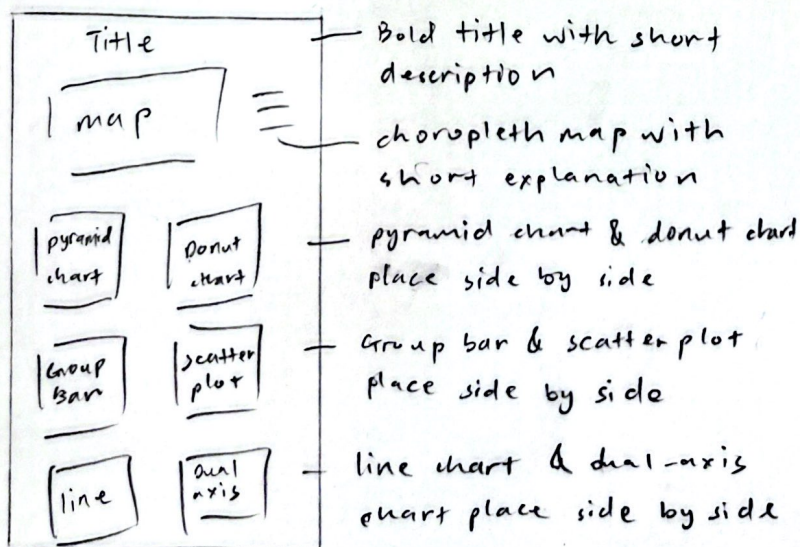 Title
Bold title with short
description
map
choropleth map with
short explanation
pyramid
chart
Donut
chart
pyramid chart & donut chart
place side by side
Group
Bar
scatter
plot
Group bar & scatter plot
place side by side
line
dual
axis
line chart & dual-axis
chart place side by side